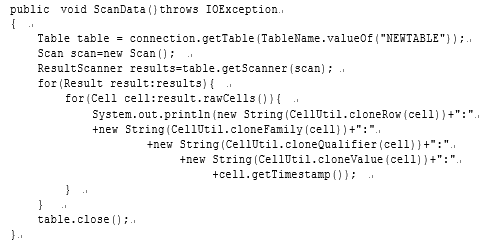 public void ScanData()throws IOException
{
Table table = connection.getTable(TableName.valueOf("NEWTABLE"));
Scan scan=new Scan();
ResultScanner results=table.getScanner(scan);
for(Result result:results){
for(Cell cell:result.rawCells()){
System.out.println(new String(CellUtil.cloneRow(cell))+":"
+new String(CellUtil.cloneFamily(cell))+":"
+new String(CellUtil.cloneQualifier(cell))+":"
+new String(CellUtil.cloneValue(cell))+":"
+cell.getTimestamp());
}
}
table.close();
}